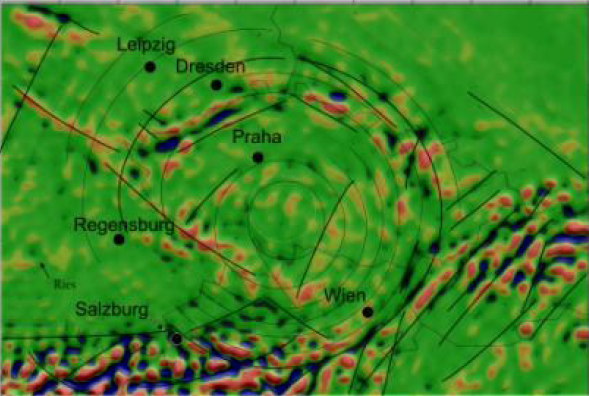 Leipzig
Dresden
Praha
Regensburg
Ries
Salzburg
Wien